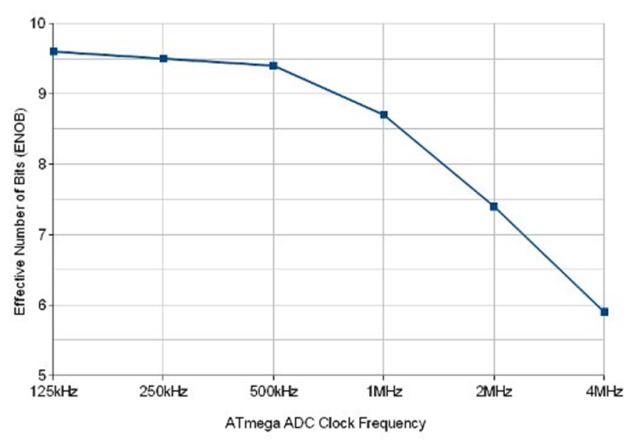 10
9
8
7
6
5
Effective Number of Bits (ENOB)
125kHz 250kHz 500kHz 1MHz 2MHz 4MHz
ATmega ADC Clock Frequency